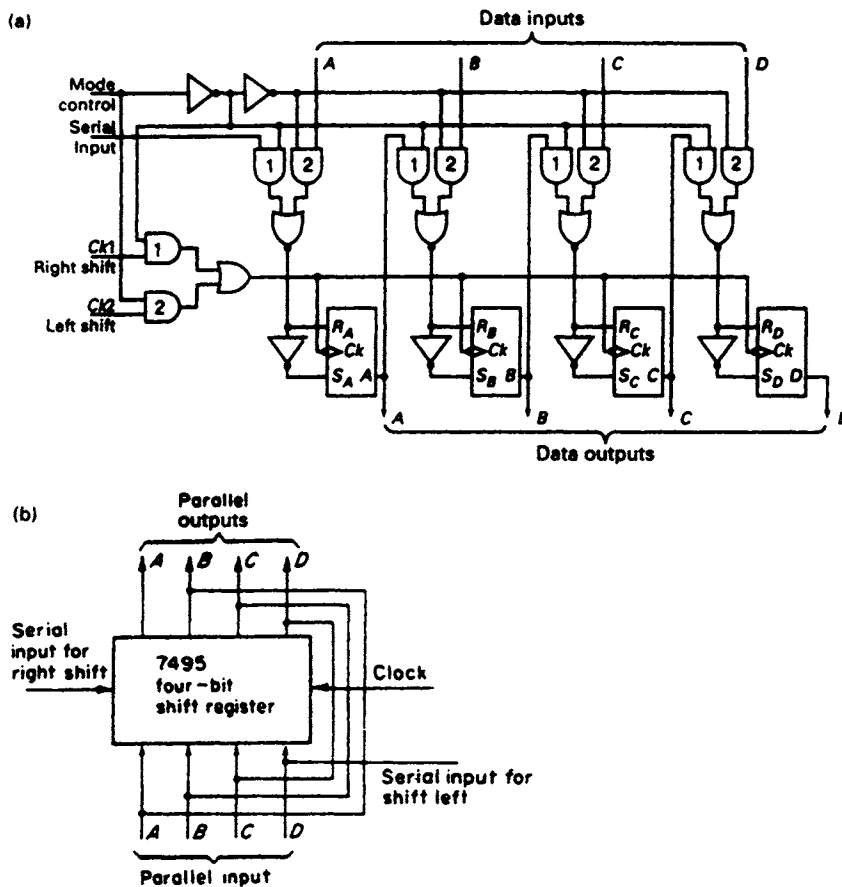 (a)
Data inputs
A B C D
Mode
control
Serial
Input
1 2 1 2 1 2 1 2
Ck1
Right shift
1
Ck2
Left shift
2
R_A R_B R_C R_D
Ck Ck Ck Ck
S_A A S_B B S_C C S_D D
A B C
Data outputs
(b)
Parallel
outputs
A B C D
Serial
input for
right shift
7495
four-bit
shift register
Clock
Serial input for
shift left
A B C D
Parallel input